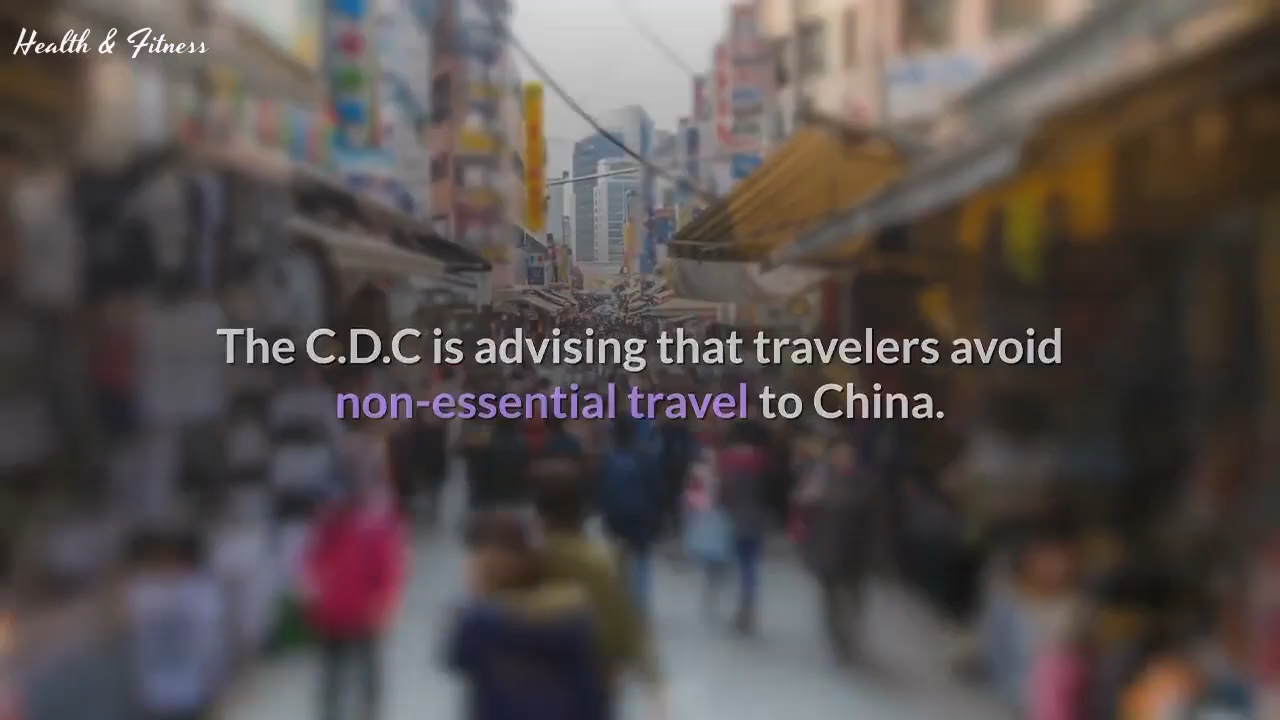 Health & Fitness
The C.D.C is advising that travelers avoid
non-essential travel to China.